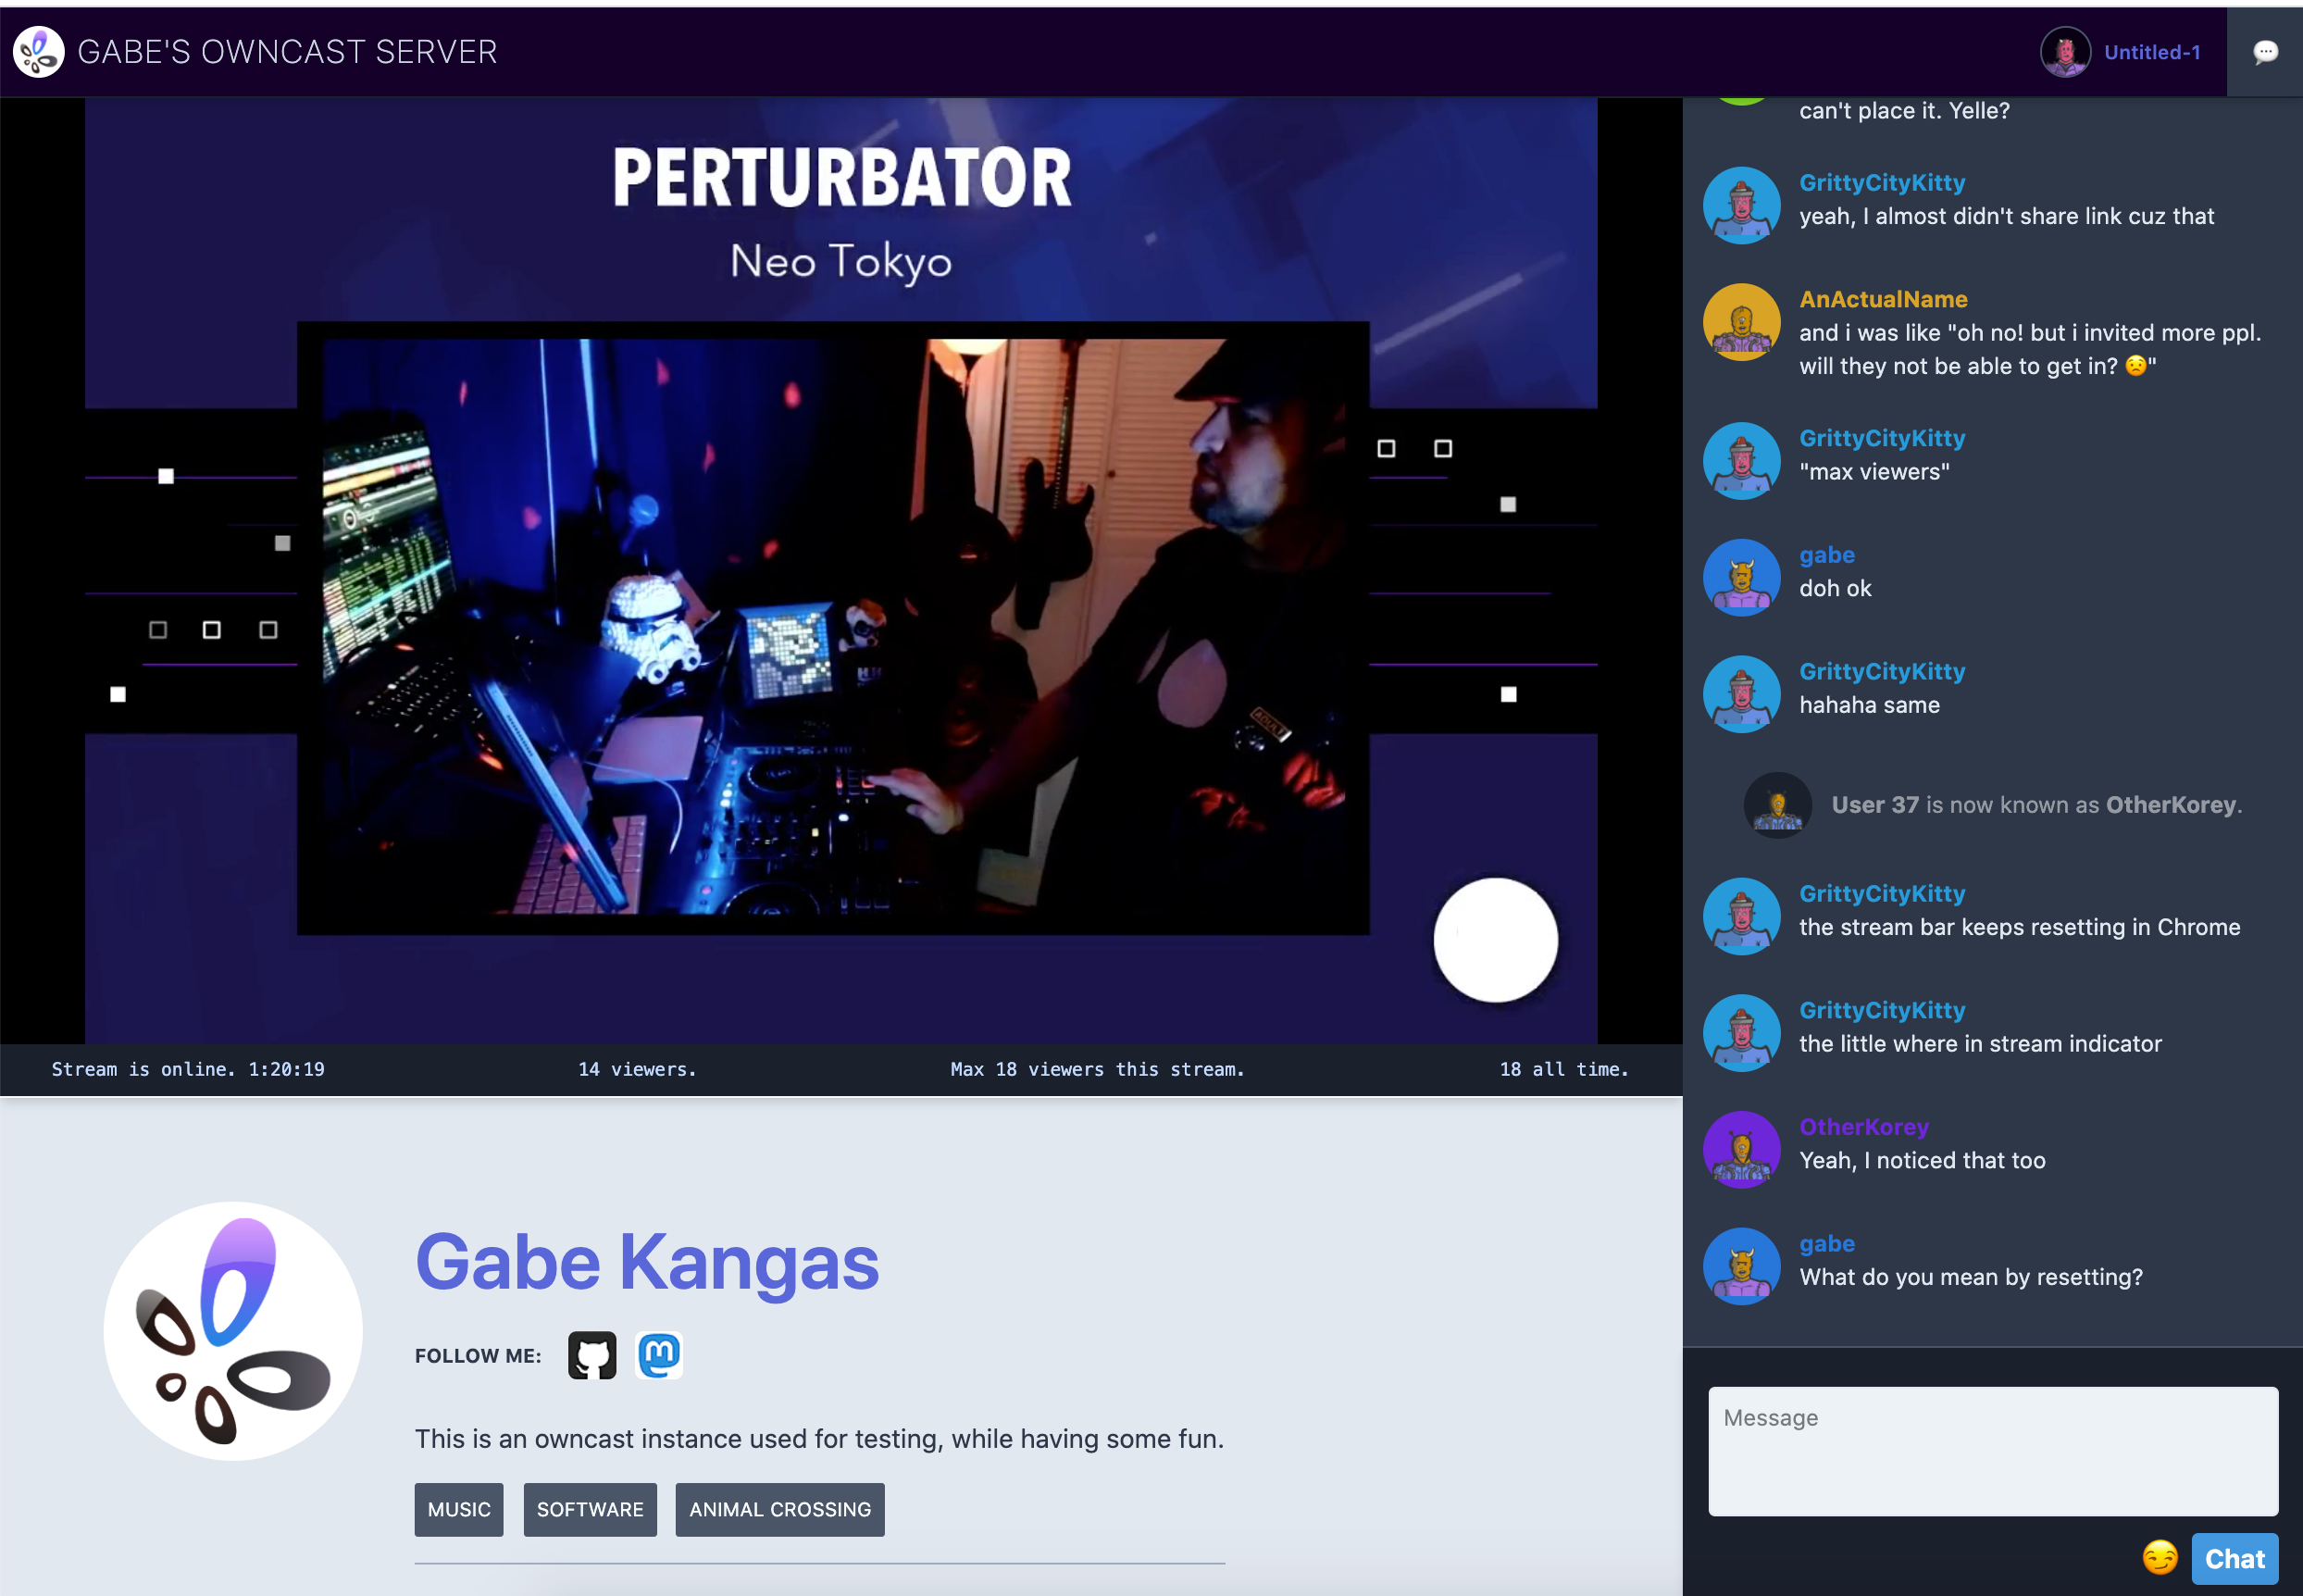 GABE'S OWNCAST SERVER
Untitled-1
PERTURBATOR
Neo Tokyo
ADULT
Stream is online. 1:20:19
14 viewers.
Max 18 viewers this stream.
18 all time.
Gabe Kangas
FOLLOW ME:
This is an owncast instance used for testing, while having some fun.
MUSIC
SOFTWARE
ANIMAL CROSSING
can't place it. Yelle?
GrittyCityKitty
yeah, I almost didn't share link cuz that
AnActualName
and i was like "oh no! but i invited more ppl.
will they not be able to get in? 😟"
GrittyCityKitty
"max viewers"
gabe
doh ok
GrittyCityKitty
hahaha same
User 37 is now known as OtherKorey.
GrittyCityKitty
the stream bar keeps resetting in Chrome
GrittyCityKitty
the little where in stream indicator
OtherKorey
Yeah, I noticed that too
gabe
What do you mean by resetting?
Message
Chat